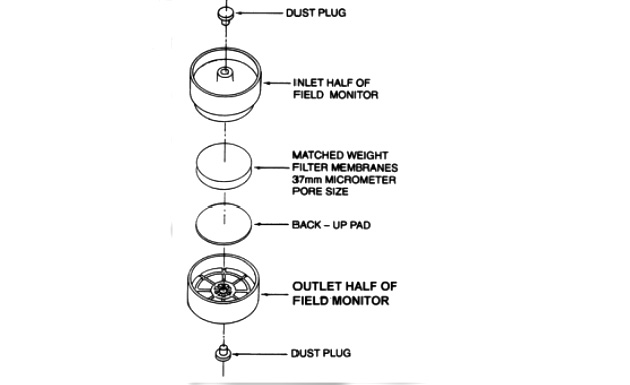 DUST PLUG
INLET HALF OF
FIELD MONITOR
MATCHED WEIGHT
FILTER MEMBRANES
37mm MICROMETER
PORE SIZE
BACK - UP PAD
OUTLET HALF OF
FIELD MONITOR
DUST PLUG